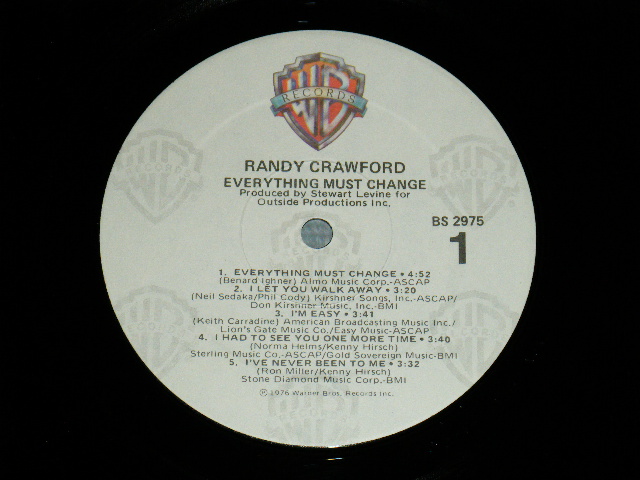 WB
RECORDS
®
RANDY CRAWFORD
EVERYTHING MUST CHANGE
Produced by Stewart Levine for
Outside Productions Inc.
BS 2975
1
1. EVERYTHING MUST CHANGE • 4:52
(Benard Ighner) Almo Music Corp.-ASCAP
2. I LET YOU WALK AWAY • 3:20
(Neil Sedaka/Phil Cody) Kirshner Songs, Inc.-ASCAP/
Don Kirshner Music, Inc.-BMI
3. I'M EASY • 3:41
(Keith Carradine) American Broadcasting Music Inc./
Lion's Gate Music Co./Easy Music-ASCAP
4. I HAD TO SEE YOU ONE MORE TIME • 3:40
(Norma Helms/Kenny Hirsch)
Sterling Music Co.-ASCAP/Gold Sovereign Music-BMI
5. I'VE NEVER BEEN TO ME • 3:32
(Ron Miller/Kenny Hirsch)
Stone Diamond Music Corp.-BMI
℗ 1976 Warner Bros. Records Inc.